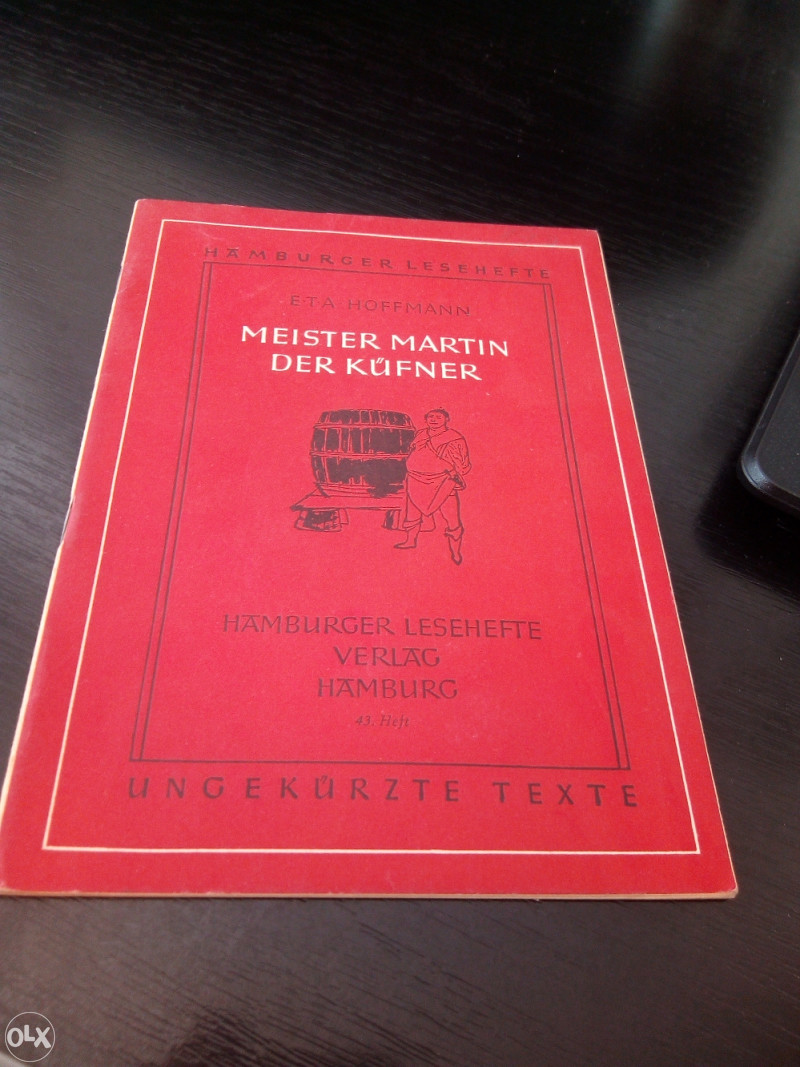 HAMBURGER LESEHEFTE
E·T·A· HOFFMANN
MEISTER MARTIN
DER KÜFNER
HAMBURGER LESEHEFTE
VERLAG
HAMBURG
43. Heft
UNGEKÜRZTE TEXTE
OLX